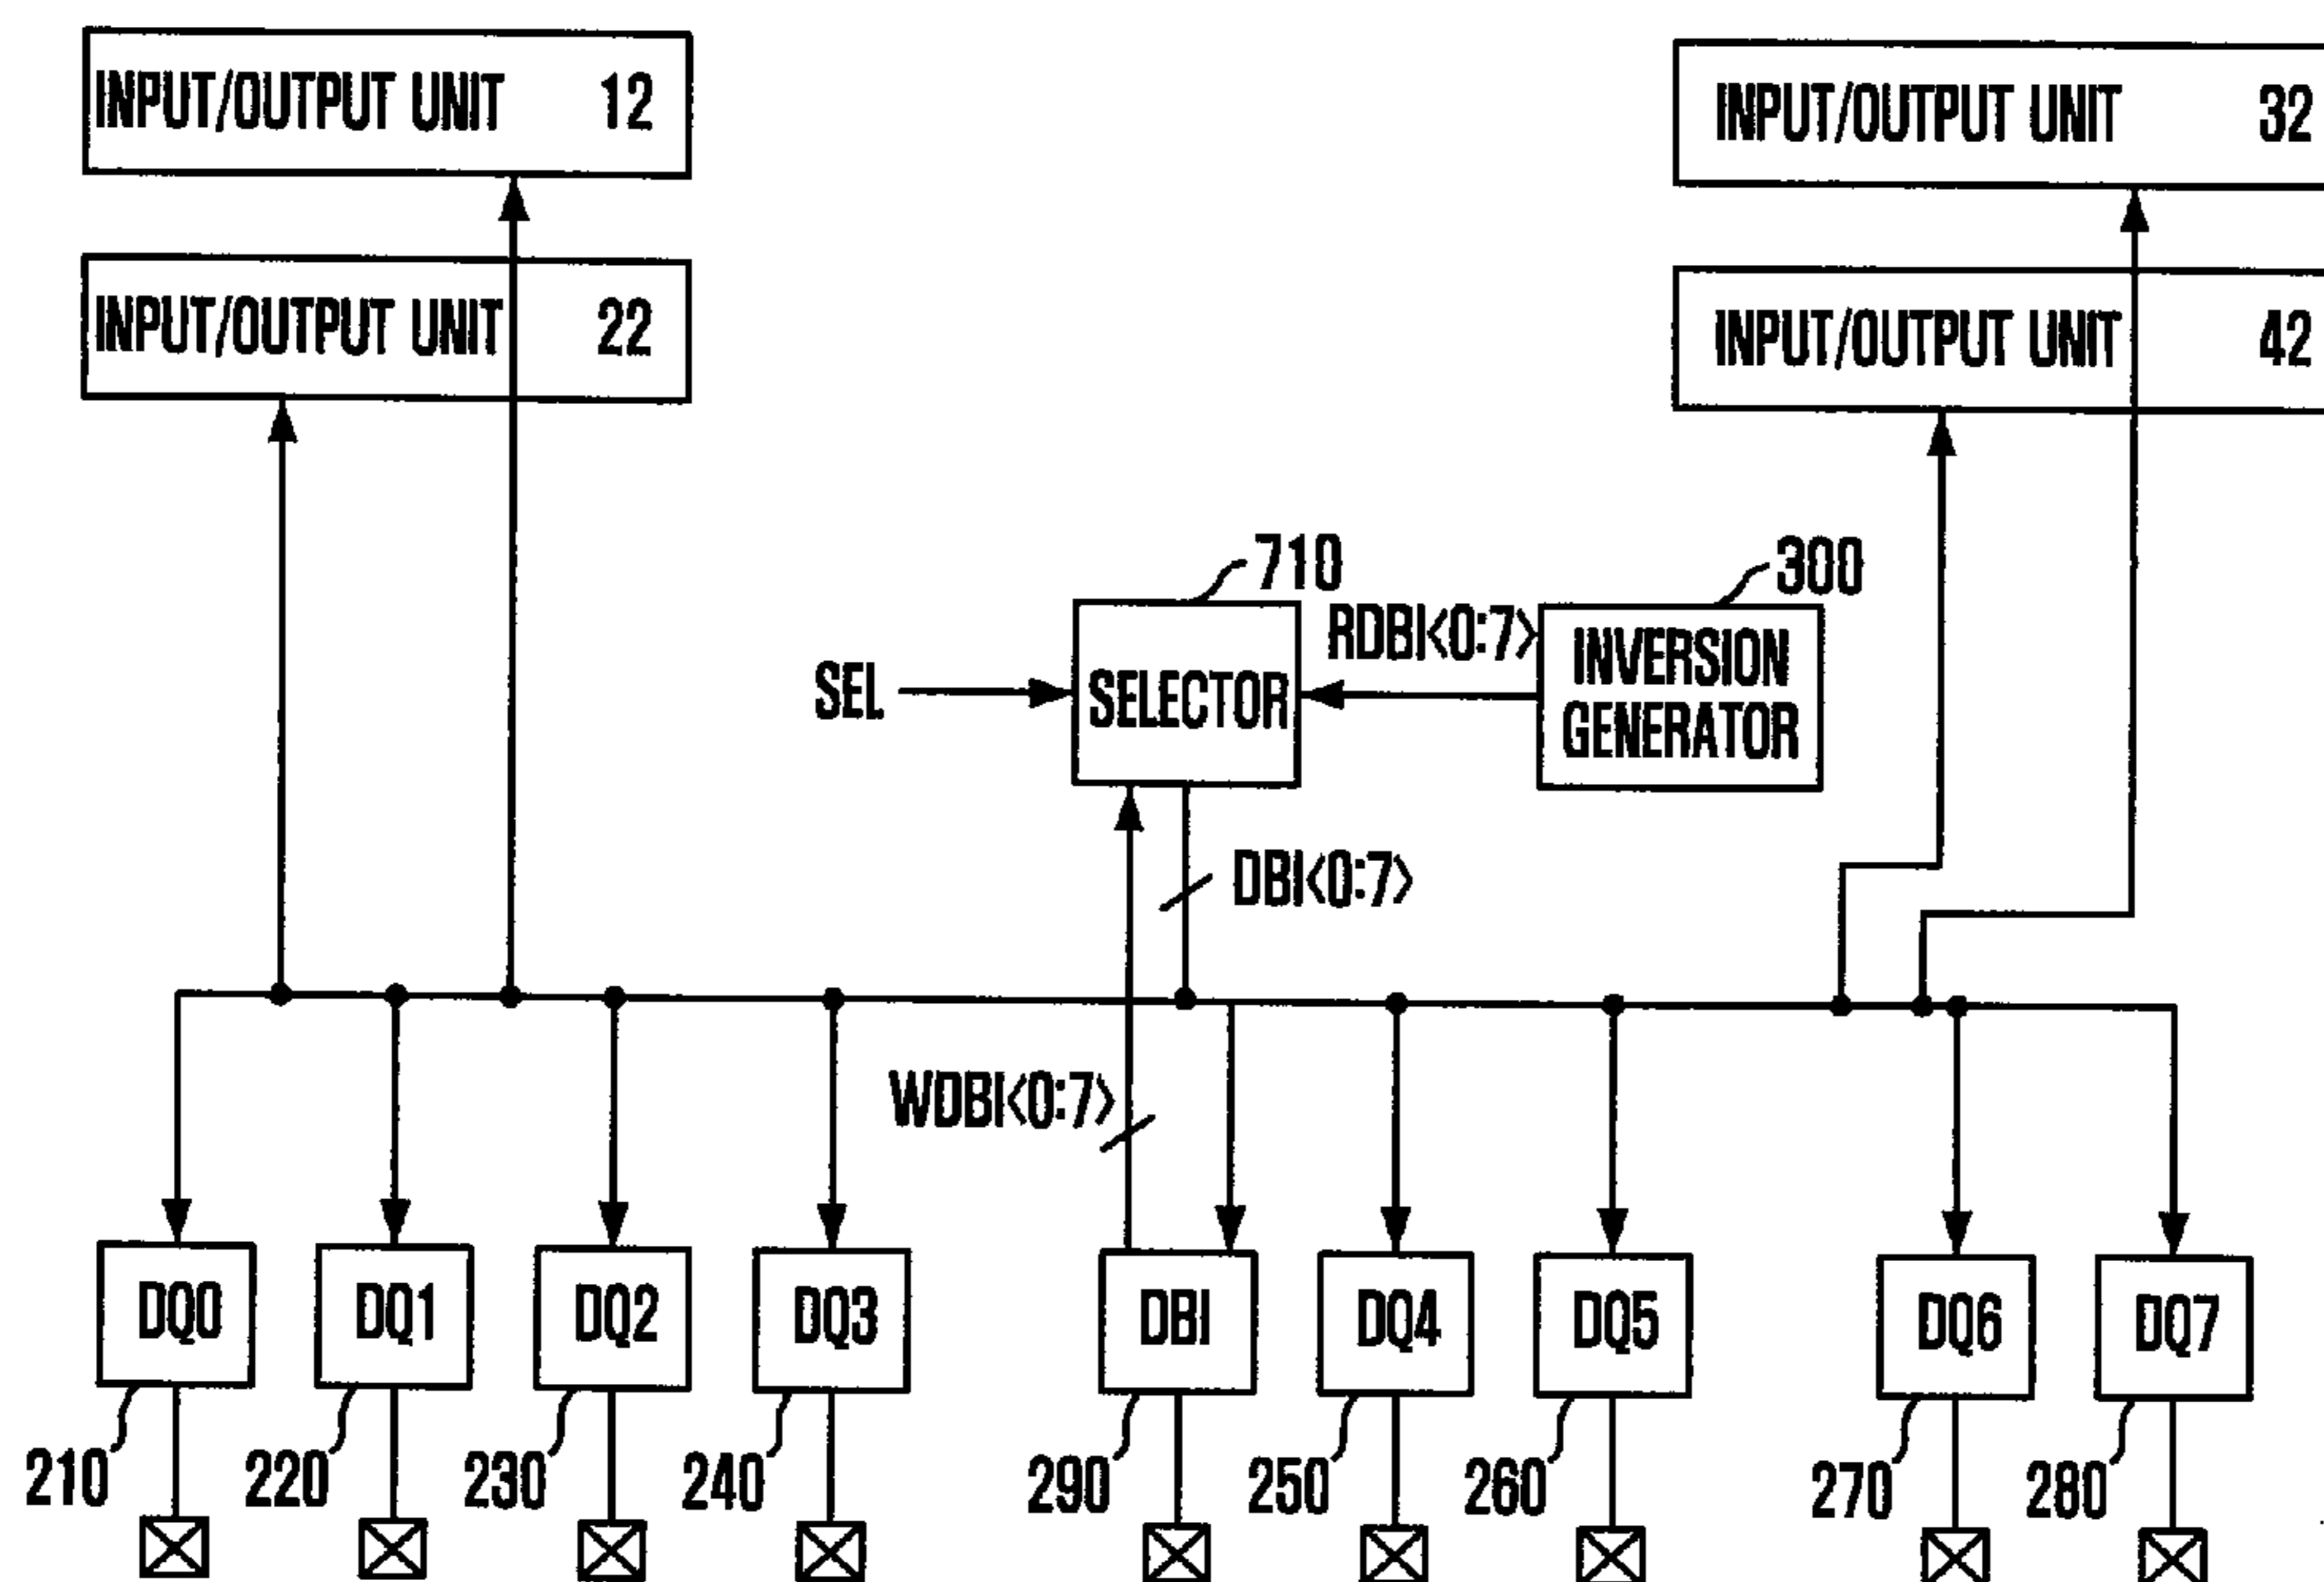 INPUT/OUTPUT UNIT 12
INPUT/OUTPUT UNIT 32
INPUT/OUTPUT UNIT 22
INPUT/OUTPUT UNIT 42
710
300
RDBI<0:7>
SEL
SELECTOR
INVERSION
GENERATOR
DBI<0:7>
WDBI<0:7>
DQ0
DQ1
DQ2
DQ3
DBI
DQ4
DQ5
DQ6
DQ7
210
220
230
240
290
250
260
270
280